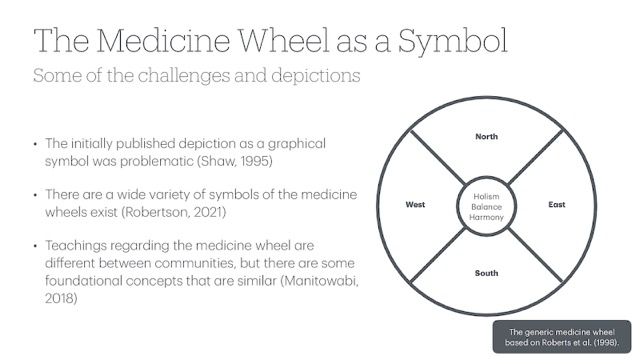 The Medicine Wheel as a Symbol
Some of the challenges and depictions
• The initially published depiction as a graphical
symbol was problematic (Shaw, 1995)
• There are a wide variety of symbols of the medicine
wheels exist (Robertson, 2021)
• Teachings regarding the medicine wheel are
different between communities, but there are some
foundational concepts that are similar (Manitowabi,
2018)
North
West
Holism
Balance
Harmony
East
South
The generic medicine wheel
based on Roberts et al. (1998).